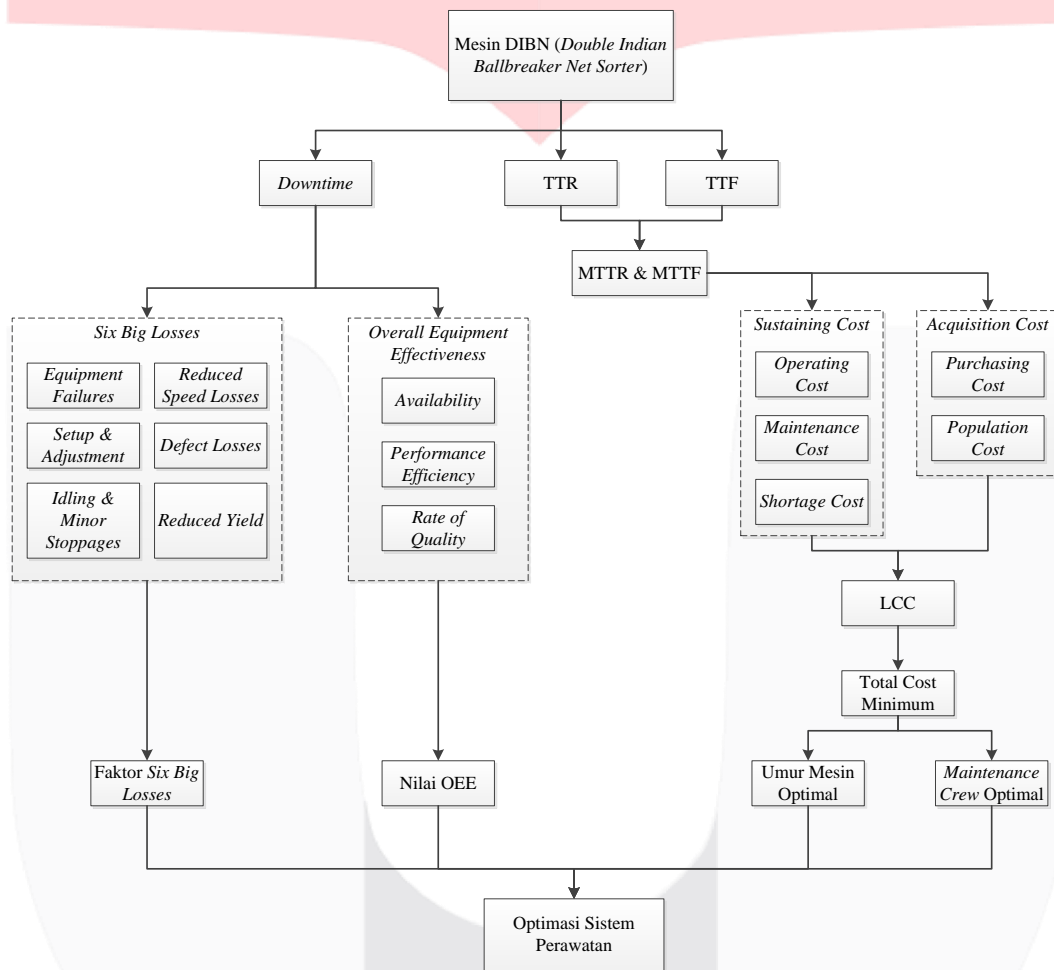 Mesin DIBN (Double Indian
Ballbreaker Net Sorter)
Downtime
TTR
TTF
MTTR & MTTF
Six Big Losses
Equipment
Failures
Reduced
Speed Losses
Setup &
Adjustment
Defect Losses
Idling &
Minor
Stoppages
Reduced Yield
Overall Equipment
Effectiveness
Availability
Performance
Efficiency
Rate of
Quality
Sustaining Cost
Operating
Cost
Maintenance
Cost
Shortage Cost
Acquisition Cost
Purchasing
Cost
Population
Cost
LCC
Total Cost
Minimum
Faktor Six Big
Losses
Nilai OEE
Umur Mesin
Optimal
Maintenance
Crew Optimal
Optimasi Sistem
Perawatan